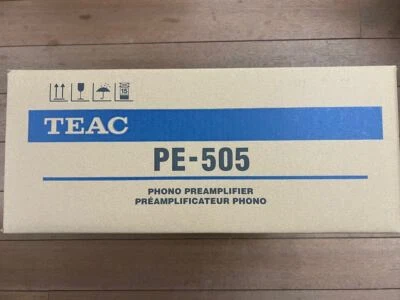 TEAC
PE-505
PHONO PREAMPLIFIER
PRÉAMPLIFICATEUR PHONO